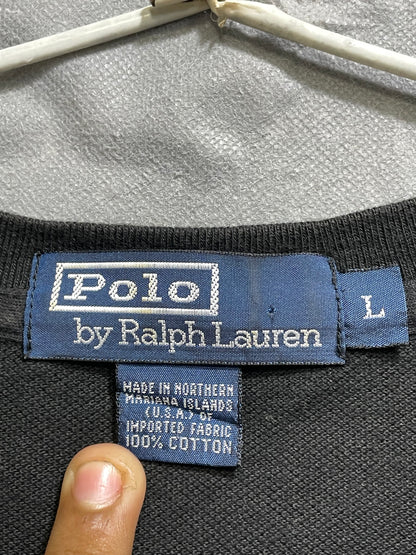 Polo
by Ralph Lauren
L
MADE IN NORTHERN
MARIANA ISLANDS
(U.S.A.) OF
IMPORTED FABRIC
100% COTTON